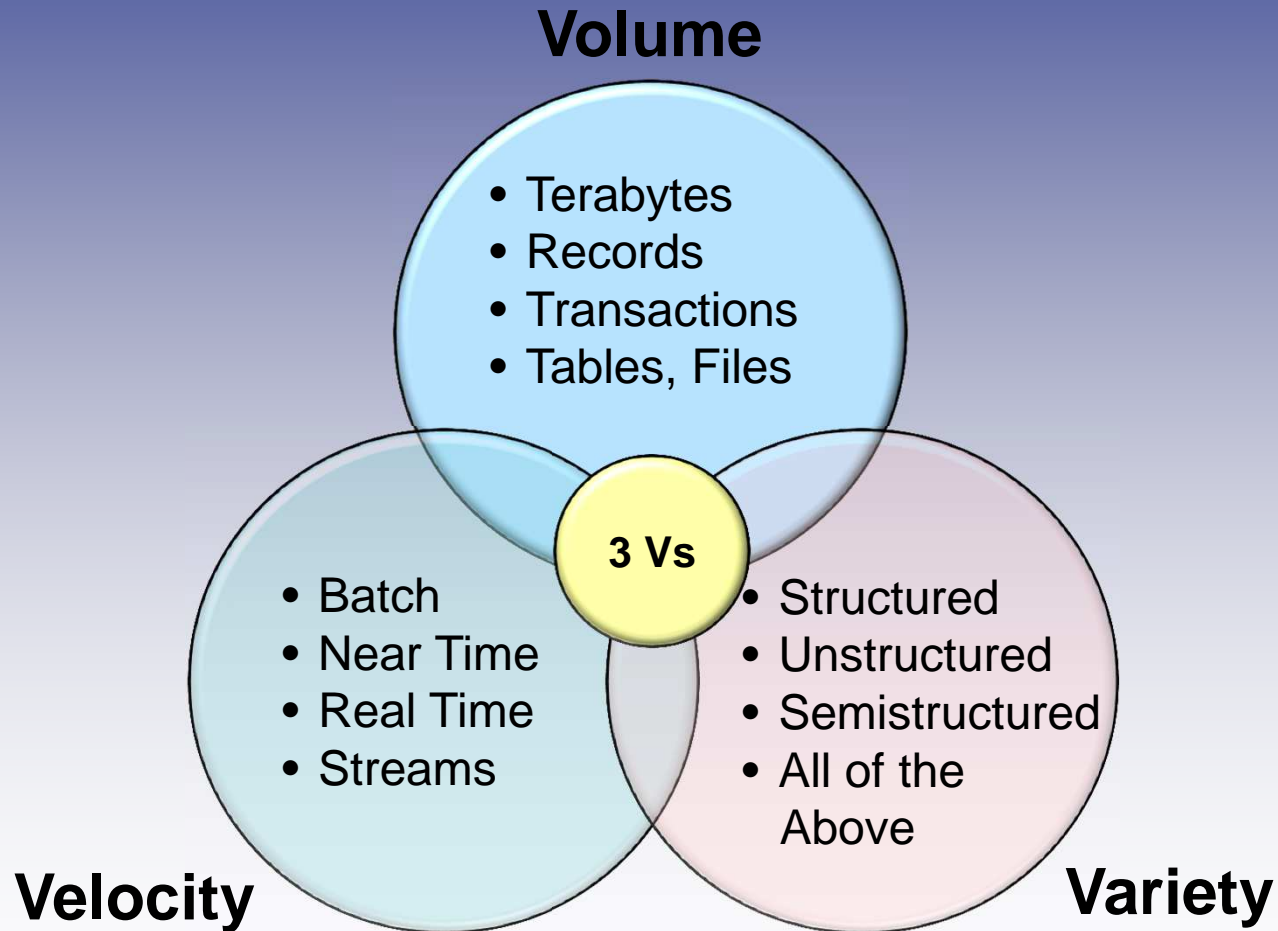 Volume
• Terabytes
• Records
• Transactions
• Tables, Files
3 Vs
• Batch
• Near Time
• Real Time
• Streams
• Structured
• Unstructured
• Semistructured
• All of the
Above
Velocity
Variety